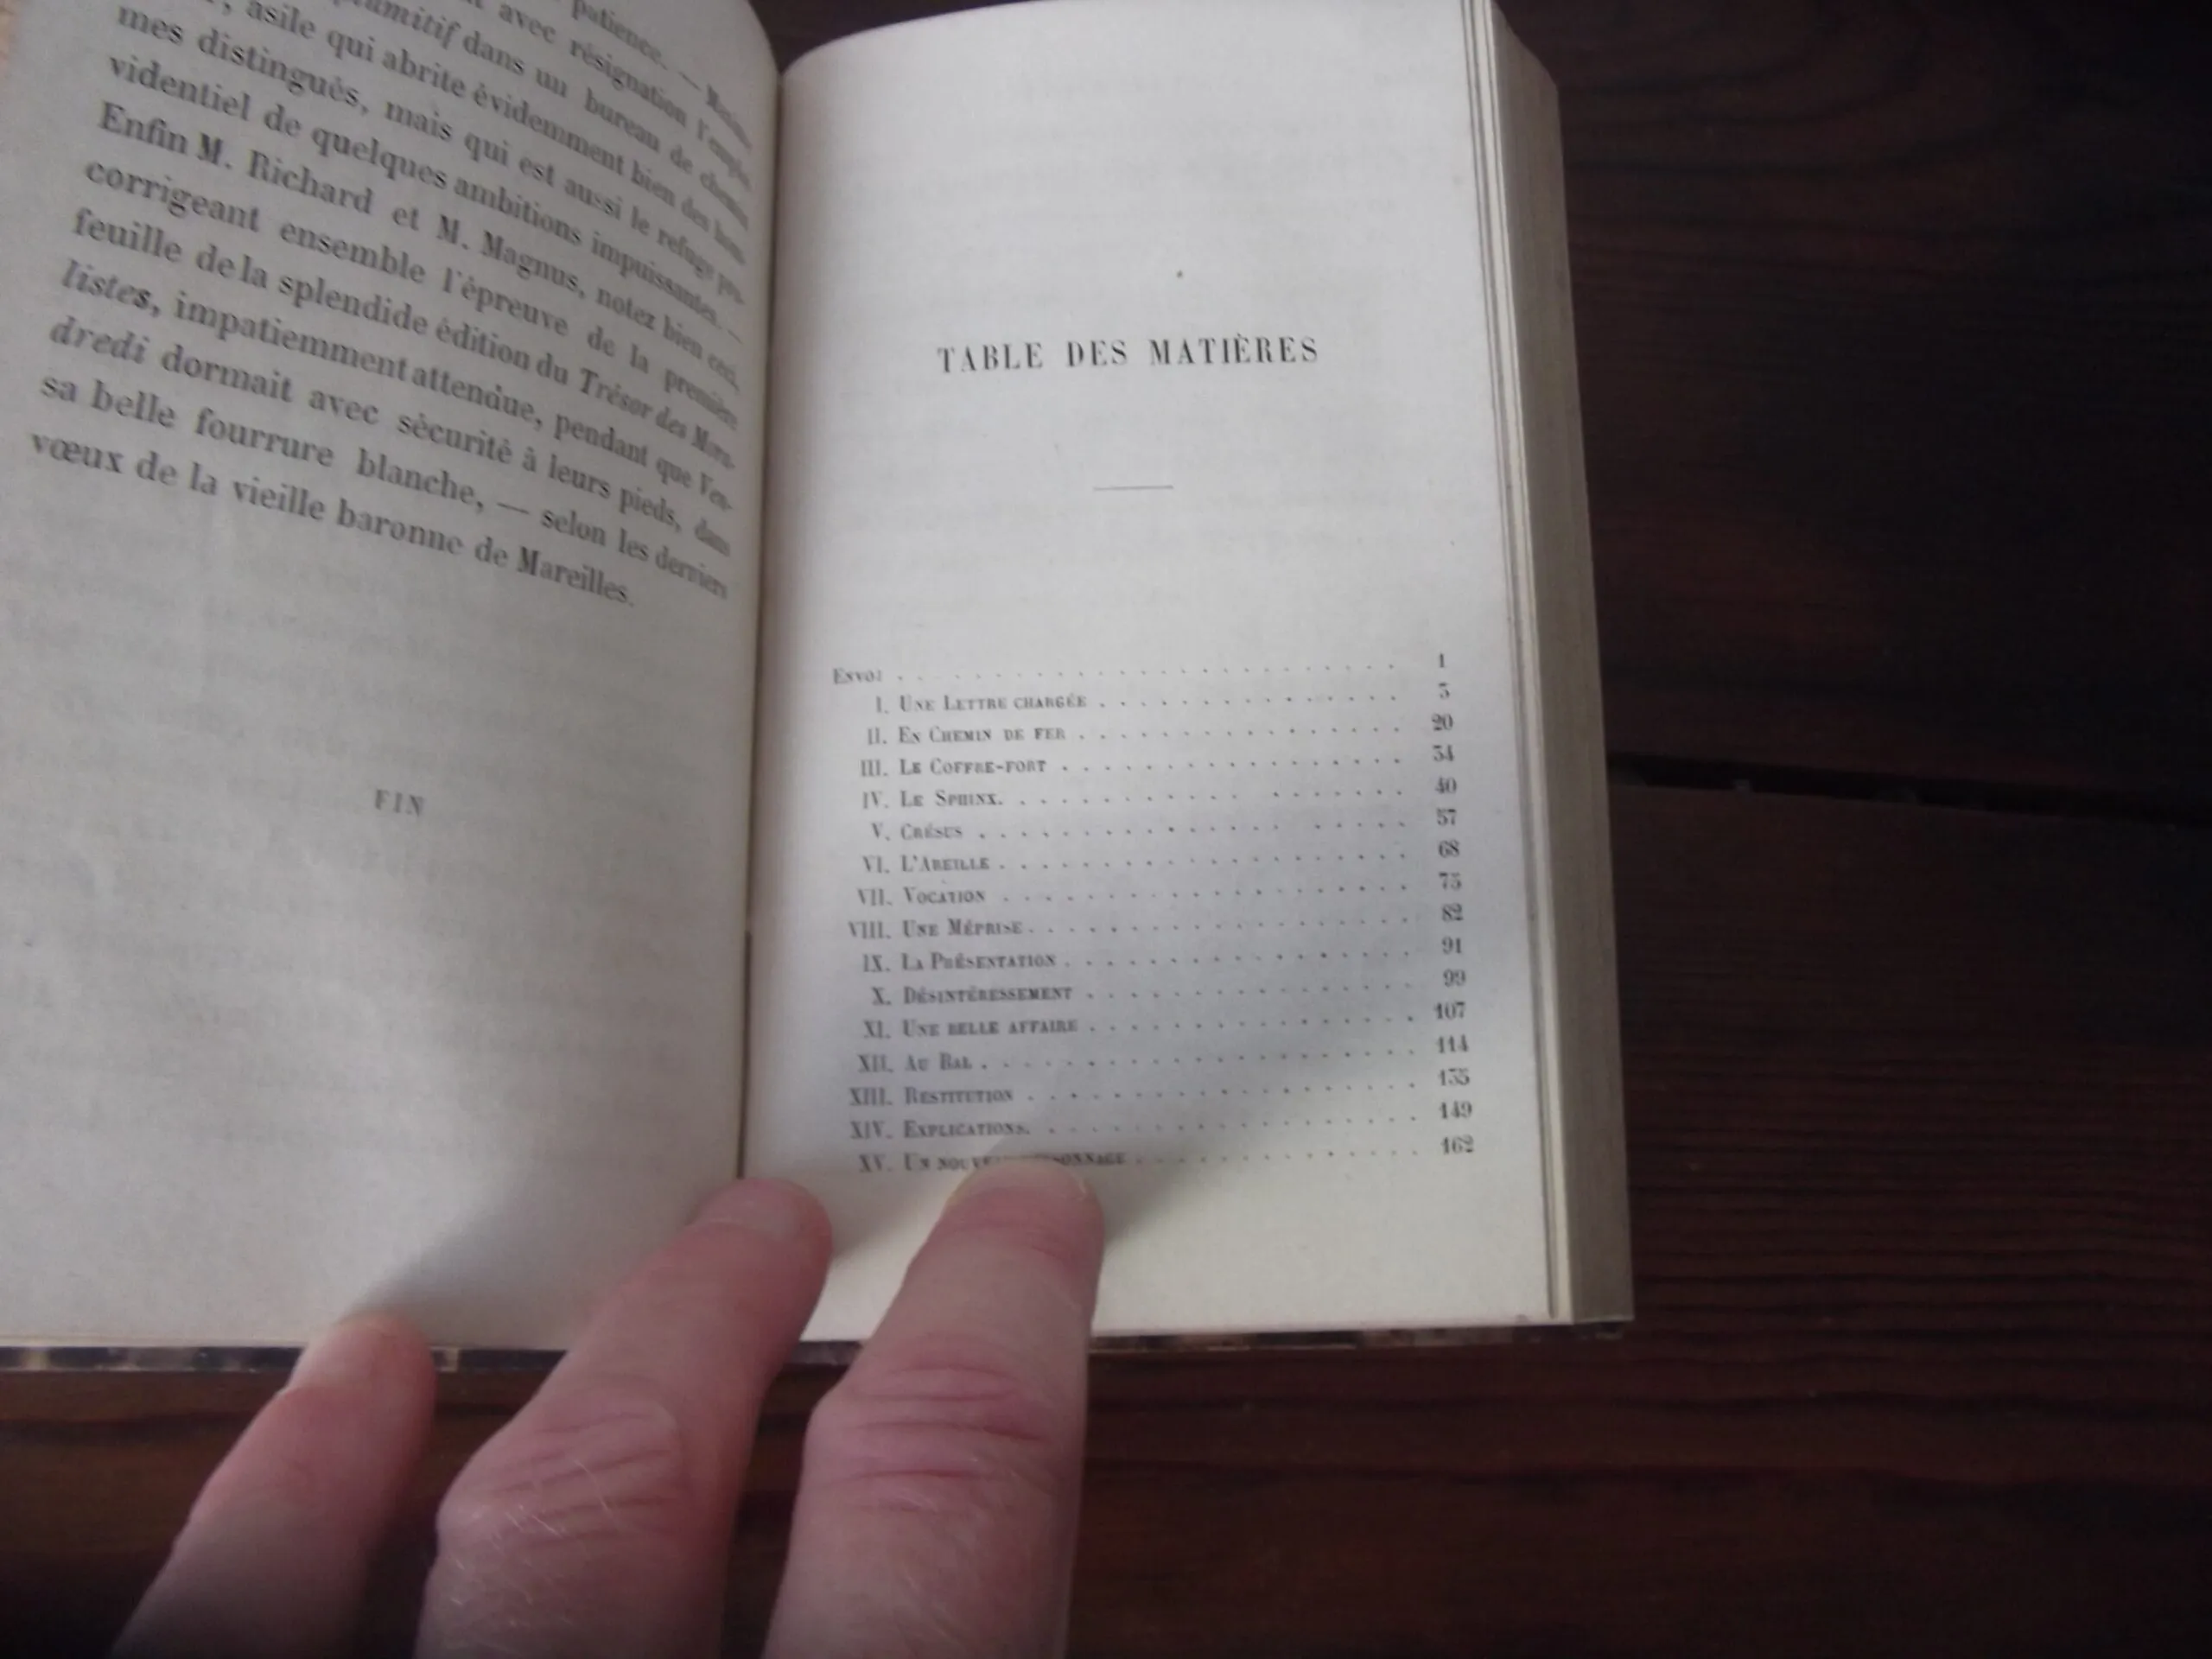 patience. —
avec résignation l'emploi
dans un bureau de chemin
asile qui abrite évidemment bien des hom-
mes distingués, mais qui est aussi le refuge pro-
videntiel de quelques ambitions impuissantes. —
Enfin M. Richard et M. Magnus, notez bien ceci,
corrigeant ensemble l'épreuve de la première
feuille de la splendide édition du Trésor des Mora-
listes, impatiemment attendue, pendant que Ven-
dredi dormait avec sécurité à leurs pieds, dans
sa belle fourrure blanche, — selon les derniers
vœux de la vieille baronne de Mareilles.
FIN
TABLE DES MATIÈRES
Envoi . . . . . . . . . . . . . . . . . . . . 1
I. Une Lettre chargée . . . . . . . . . . . . . . 5
II. En Chemin de fer . . . . . . . . . . . . . . . 20
III. Le Coffre-fort . . . . . . . . . . . . . . . . 34
IV. Le Sphinx. . . . . . . . . . . . . . . . . . 40
V. Crésus . . . . . . . . . . . . . . . . . . . 57
VI. L'Abeille . . . . . . . . . . . . . . . . . . . 68
VII. Vocation . . . . . . . . . . . . . . . . . . . 75
VIII. Une Méprise . . . . . . . . . . . . . . . . . . 82
IX. La Présentation . . . . . . . . . . . . . . . . 91
X. Désintéressement . . . . . . . . . . . . . . . 99
XI. Une belle affaire . . . . . . . . . . . . . . . 107
XII. Au Bal . . . . . . . . . . . . . . . . . . . . 114
XIII. Restitution . . . . . . . . . . . . . . . . . . 135
XIV. Explications. . . . . . . . . . . . . . . . . . 149
XV. Un . . . . . . . . . . . . . . 162